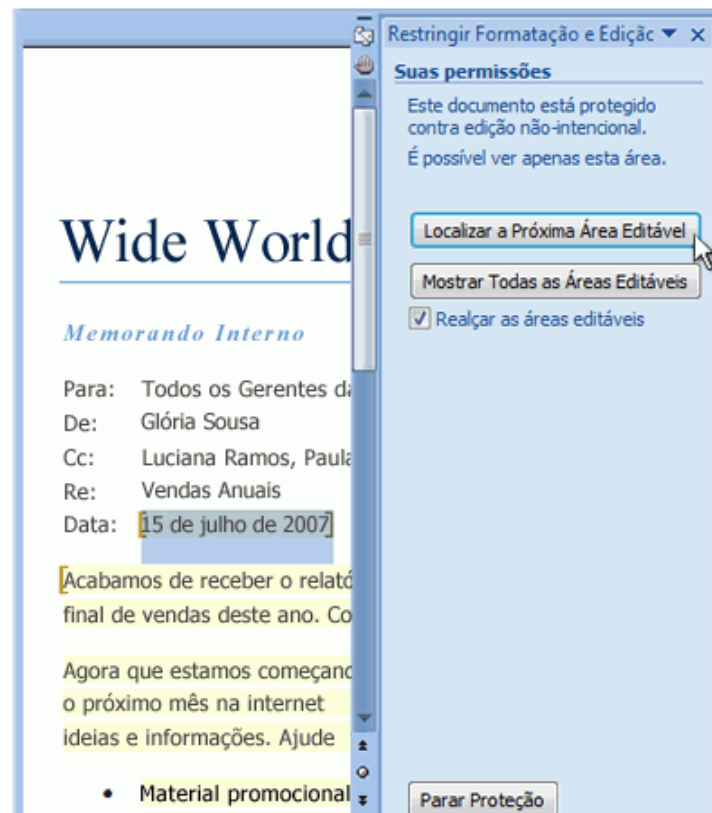 Restringir Formatação e Edição
Suas permissões
Este documento está protegido
contra edição não-intencional.
É possível ver apenas esta área.
Localizar a Próxima Área Editável
Mostrar Todas as Áreas Editáveis
Realçar as áreas editáveis
Parar Proteção
Wide World
Memorando Interno
Para: Todos os Gerentes da
De: Glória Sousa
Cc: Luciana Ramos, Paula
Re: Vendas Anuais
Data: [15 de julho de 2007]
[Acabamos de receber o relató
final de vendas deste ano. Co
Agora que estamos começand
o próximo mês na internet
ideias e informações. Ajude
• Material promocional